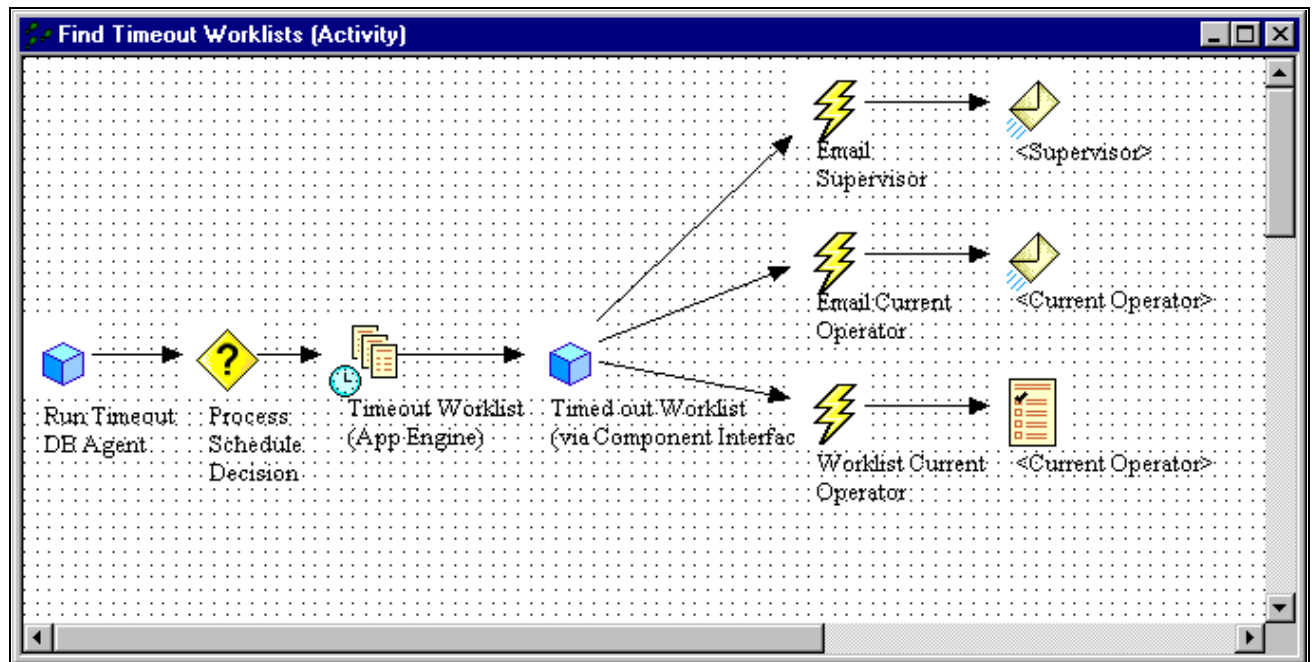 Find Timeout Worklists (Activity)
Email
Supervisor
<Supervisor>
Email Current
Operator
<Current Operator>
Run Timeout
DB Agent
Process
Schedule
Decision
?
Timeout Worklist
(App Engine)
Timed out Worklist
(via Component Interfac
Worklist Current
Operator
<Current Operator>